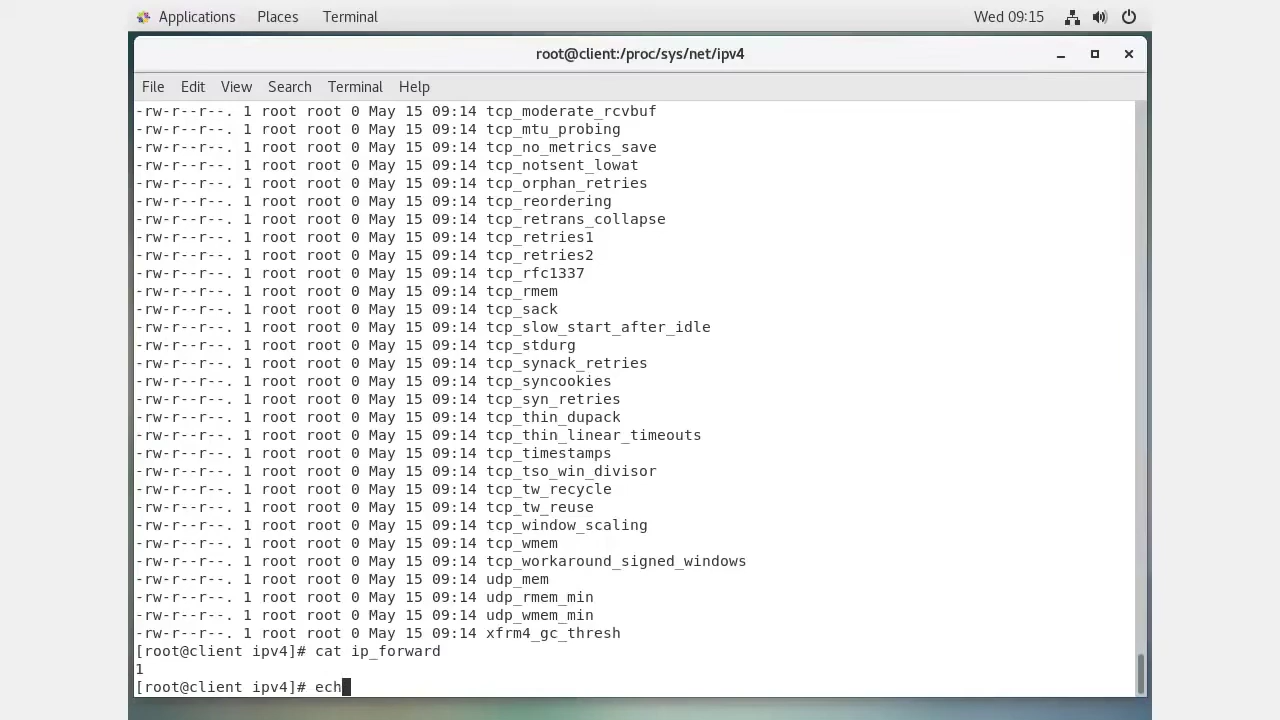 Applications Places Terminal Wed 09:15
root@client:/proc/sys/net/ipv4
File Edit View Search Terminal Help
-rw-r--r--. 1 root root 0 May 15 09:14 tcp_moderate_rcvbuf
-rw-r--r--. 1 root root 0 May 15 09:14 tcp_mtu_probing
-rw-r--r--. 1 root root 0 May 15 09:14 tcp_no_metrics_save
-rw-r--r--. 1 root root 0 May 15 09:14 tcp_notsent_lowat
-rw-r--r--. 1 root root 0 May 15 09:14 tcp_orphan_retries
-rw-r--r--. 1 root root 0 May 15 09:14 tcp_reordering
-rw-r--r--. 1 root root 0 May 15 09:14 tcp_retrans_collapse
-rw-r--r--. 1 root root 0 May 15 09:14 tcp_retries1
-rw-r--r--. 1 root root 0 May 15 09:14 tcp_retries2
-rw-r--r--. 1 root root 0 May 15 09:14 tcp_rfc1337
-rw-r--r--. 1 root root 0 May 15 09:14 tcp_rmem
-rw-r--r--. 1 root root 0 May 15 09:14 tcp_sack
-rw-r--r--. 1 root root 0 May 15 09:14 tcp_slow_start_after_idle
-rw-r--r--. 1 root root 0 May 15 09:14 tcp_stdurg
-rw-r--r--. 1 root root 0 May 15 09:14 tcp_synack_retries
-rw-r--r--. 1 root root 0 May 15 09:14 tcp_syncookies
-rw-r--r--. 1 root root 0 May 15 09:14 tcp_syn_retries
-rw-r--r--. 1 root root 0 May 15 09:14 tcp_thin_dupack
-rw-r--r--. 1 root root 0 May 15 09:14 tcp_thin_linear_timeouts
-rw-r--r--. 1 root root 0 May 15 09:14 tcp_timestamps
-rw-r--r--. 1 root root 0 May 15 09:14 tcp_tso_win_divisor
-rw-r--r--. 1 root root 0 May 15 09:14 tcp_tw_recycle
-rw-r--r--. 1 root root 0 May 15 09:14 tcp_tw_reuse
-rw-r--r--. 1 root root 0 May 15 09:14 tcp_window_scaling
-rw-r--r--. 1 root root 0 May 15 09:14 tcp_wmem
-rw-r--r--. 1 root root 0 May 15 09:14 tcp_workaround_signed_windows
-rw-r--r--. 1 root root 0 May 15 09:14 udp_mem
-rw-r--r--. 1 root root 0 May 15 09:14 udp_rmem_min
-rw-r--r--. 1 root root 0 May 15 09:14 udp_wmem_min
-rw-r--r--. 1 root root 0 May 15 09:14 xfrm4_gc_thresh
[root@client ipv4]# cat ip_forward
1
[root@client ipv4]# ech